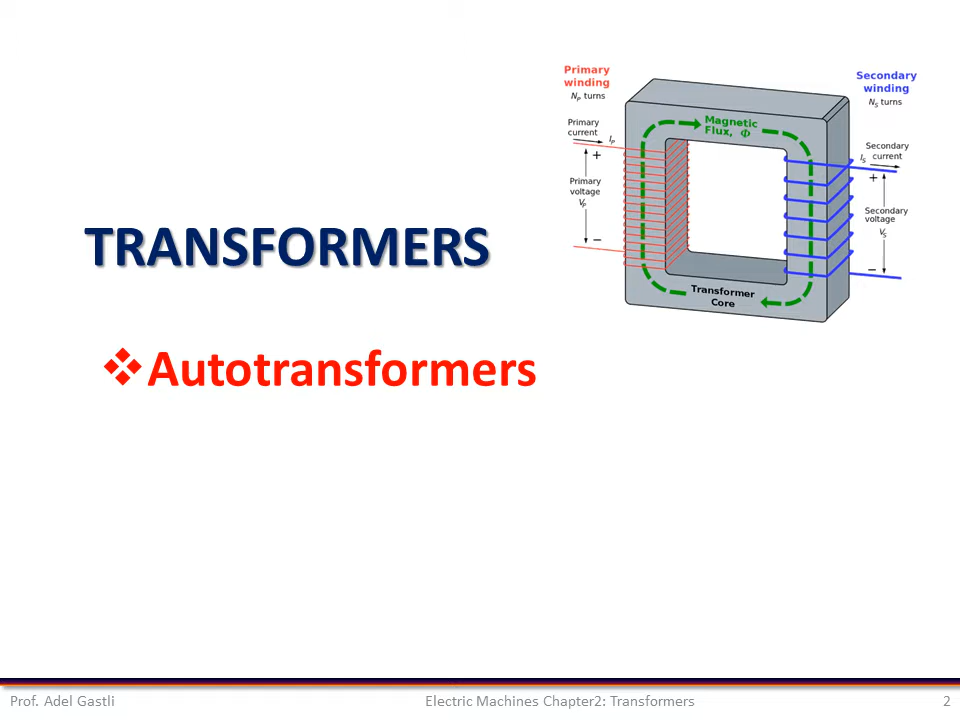 Primary
winding
NP turns
Secondary
winding
NS turns
Primary
current
IP
Magnetic
Flux, Φ
Secondary
current
IS
+
+
Primary
voltage
VP
Secondary
voltage
VS
−
−
Transformer
Core
TRANSFORMERS
❖Autotransformers
Prof. Adel Gastli
Electric Machines Chapter2: Transformers
2